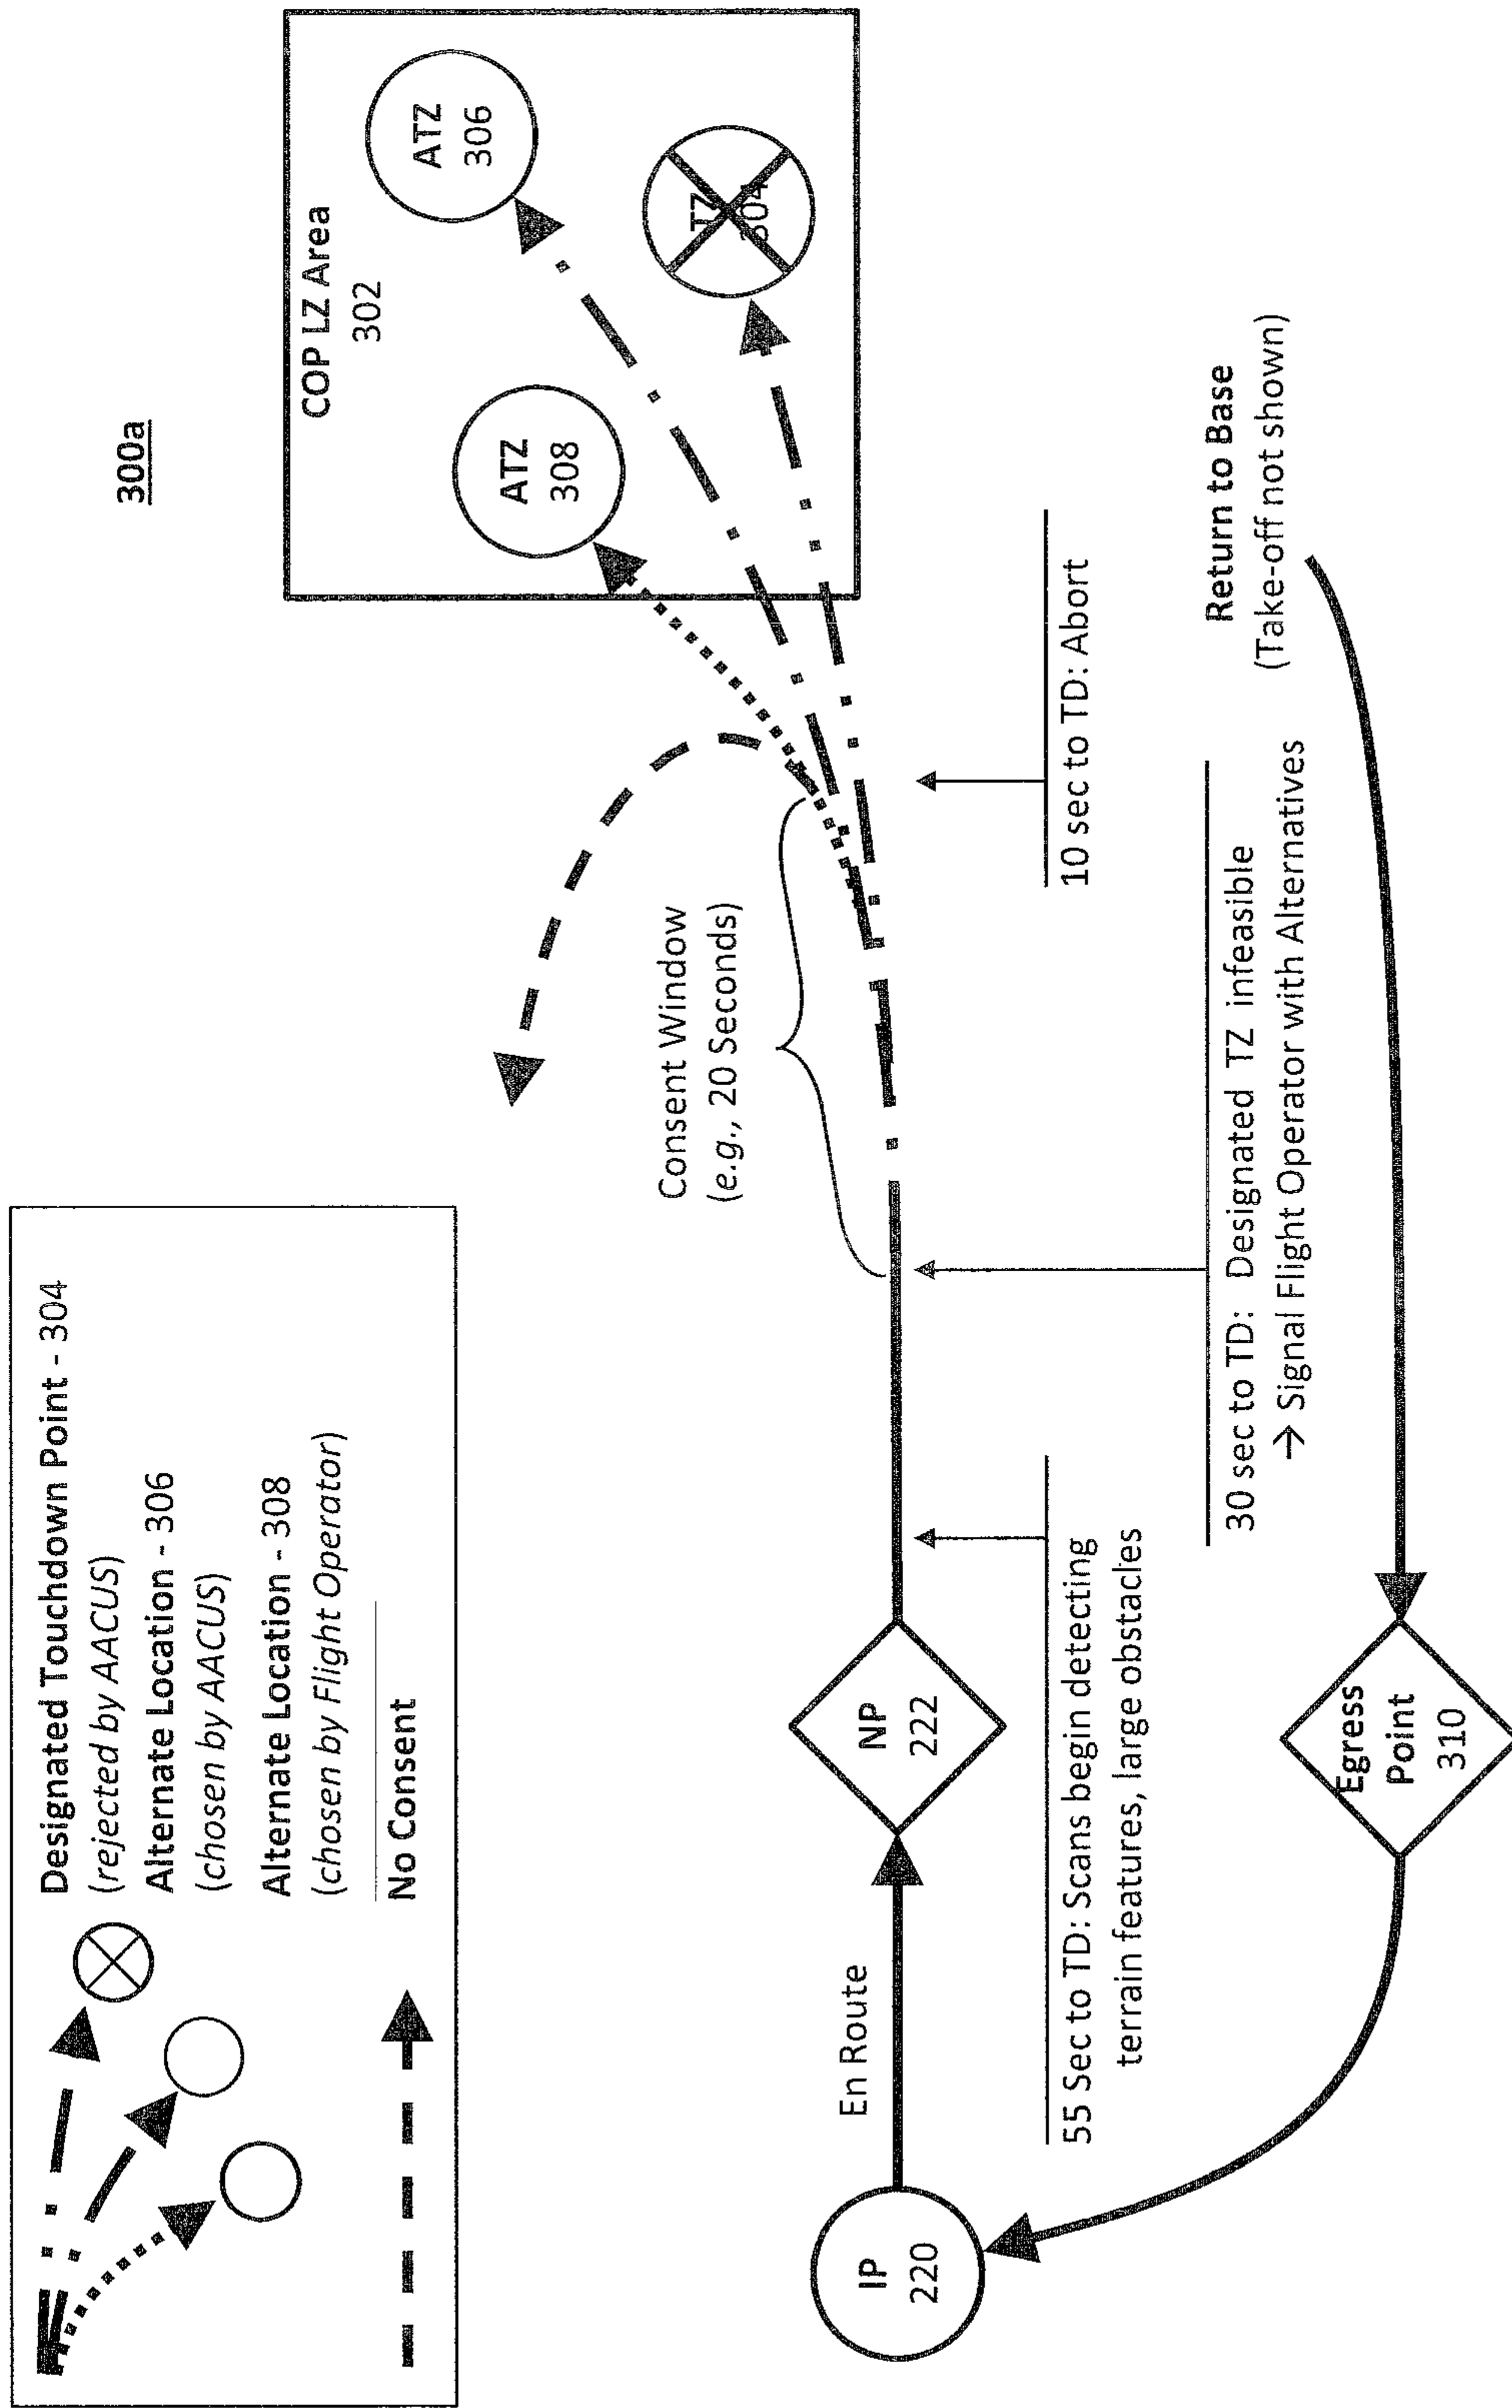 300a
Designated Touchdown Point - 304
(rejected by AACUS)
Alternate Location - 306
(chosen by AACUS)
Alternate Location - 308
(chosen by Flight Operator)
No Consent
COP LZ Area
302
ATZ
306
ATZ
308
TZ
304
Consent Window
(e.g., 20 Seconds)
En Route
IP
220
NP
222
10 sec to TD: Abort
55 Sec to TD: Scans begin detecting
terrain features, large obstacles
30 sec to TD: Designated TZ infeasible
→ Signal Flight Operator with Alternatives
Return to Base
(Take-off not shown)
Egress
Point
310